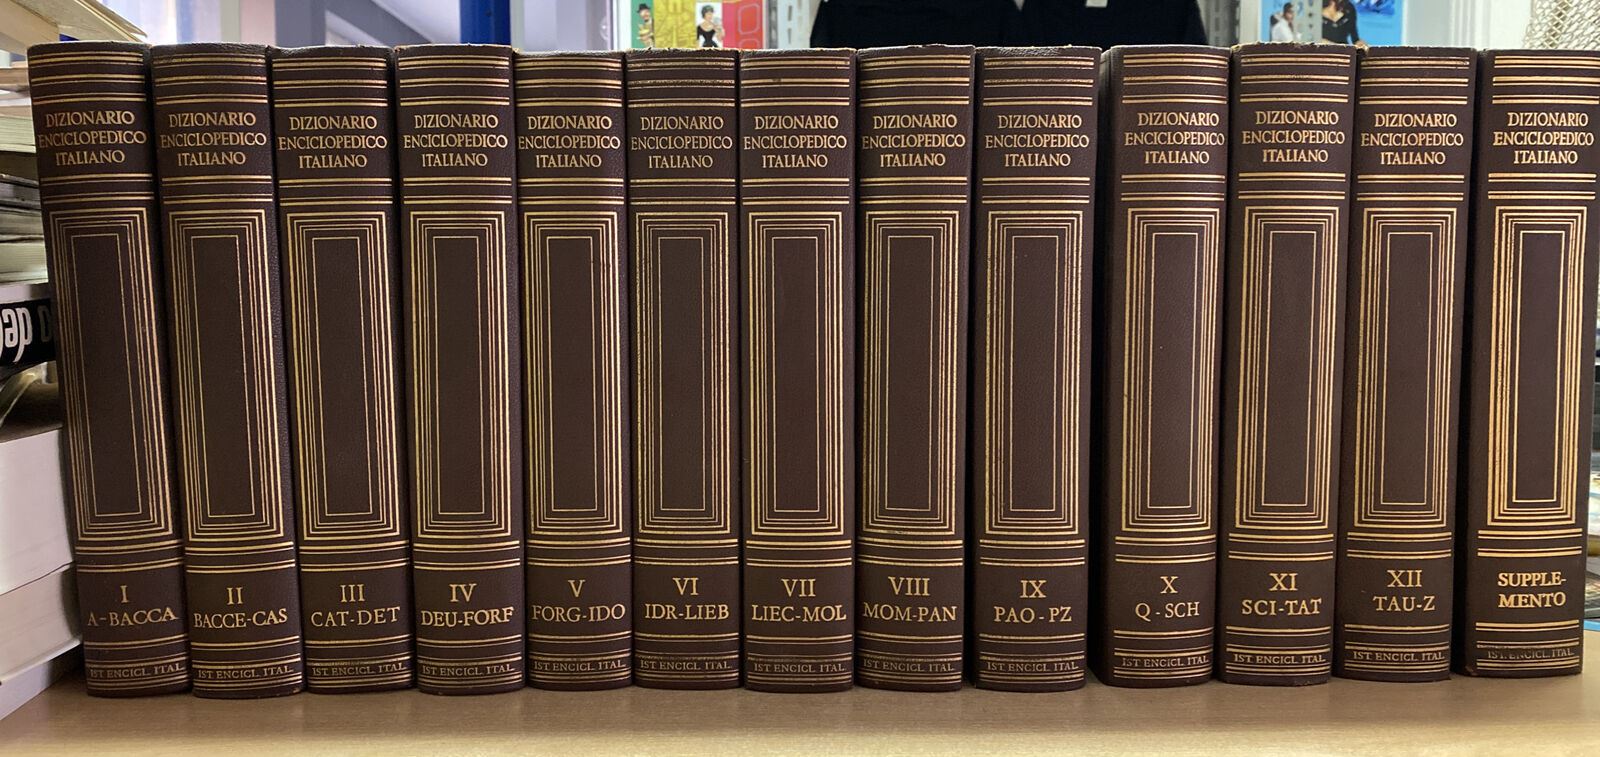 DIZIONARIO
ENCICLOPEDICO
ITALIANO
I
A-BACCA
IST ENCICL. ITAL.
DIZIONARIO
ENCICLOPEDICO
ITALIANO
II
BACCE-CAS
IST ENCICL. ITAL.
DIZIONARIO
ENCICLOPEDICO
ITALIANO
III
CAT-DET
IST ENCICL. ITAL.
DIZIONARIO
ENCICLOPEDICO
ITALIANO
IV
DEU-FORF
IST ENCICL. ITAL.
DIZIONARIO
ENCICLOPEDICO
ITALIANO
V
FORG-IDO
IST ENCICL. ITAL.
DIZIONARIO
ENCICLOPEDICO
ITALIANO
VI
IDR-LIEB
IST ENCICL. ITAL.
DIZIONARIO
ENCICLOPEDICO
ITALIANO
VII
LIEC-MOL
IST. ENCICL. ITAL.
DIZIONARIO
ENCICLOPEDICO
ITALIANO
VIII
MOM-PAN
IST ENCICL. ITAL.
DIZIONARIO
ENCICLOPEDICO
ITALIANO
IX
PAO-PZ
IST ENCICL. ITAL.
DIZIONARIO
ENCICLOPEDICO
ITALIANO
X
Q-SCH
IST ENCICL. ITAL.
DIZIONARIO
ENCICLOPEDICO
ITALIANO
XI
SCI-TAT
IST ENCICL. ITAL.
DIZIONARIO
ENCICLOPEDICO
ITALIANO
XII
TAU-Z
IST ENCICL. ITAL.
DIZIONARIO
ENCICLOPEDICO
ITALIANO
SUPPLE-
MENTO
IST ENCICL. ITAL.